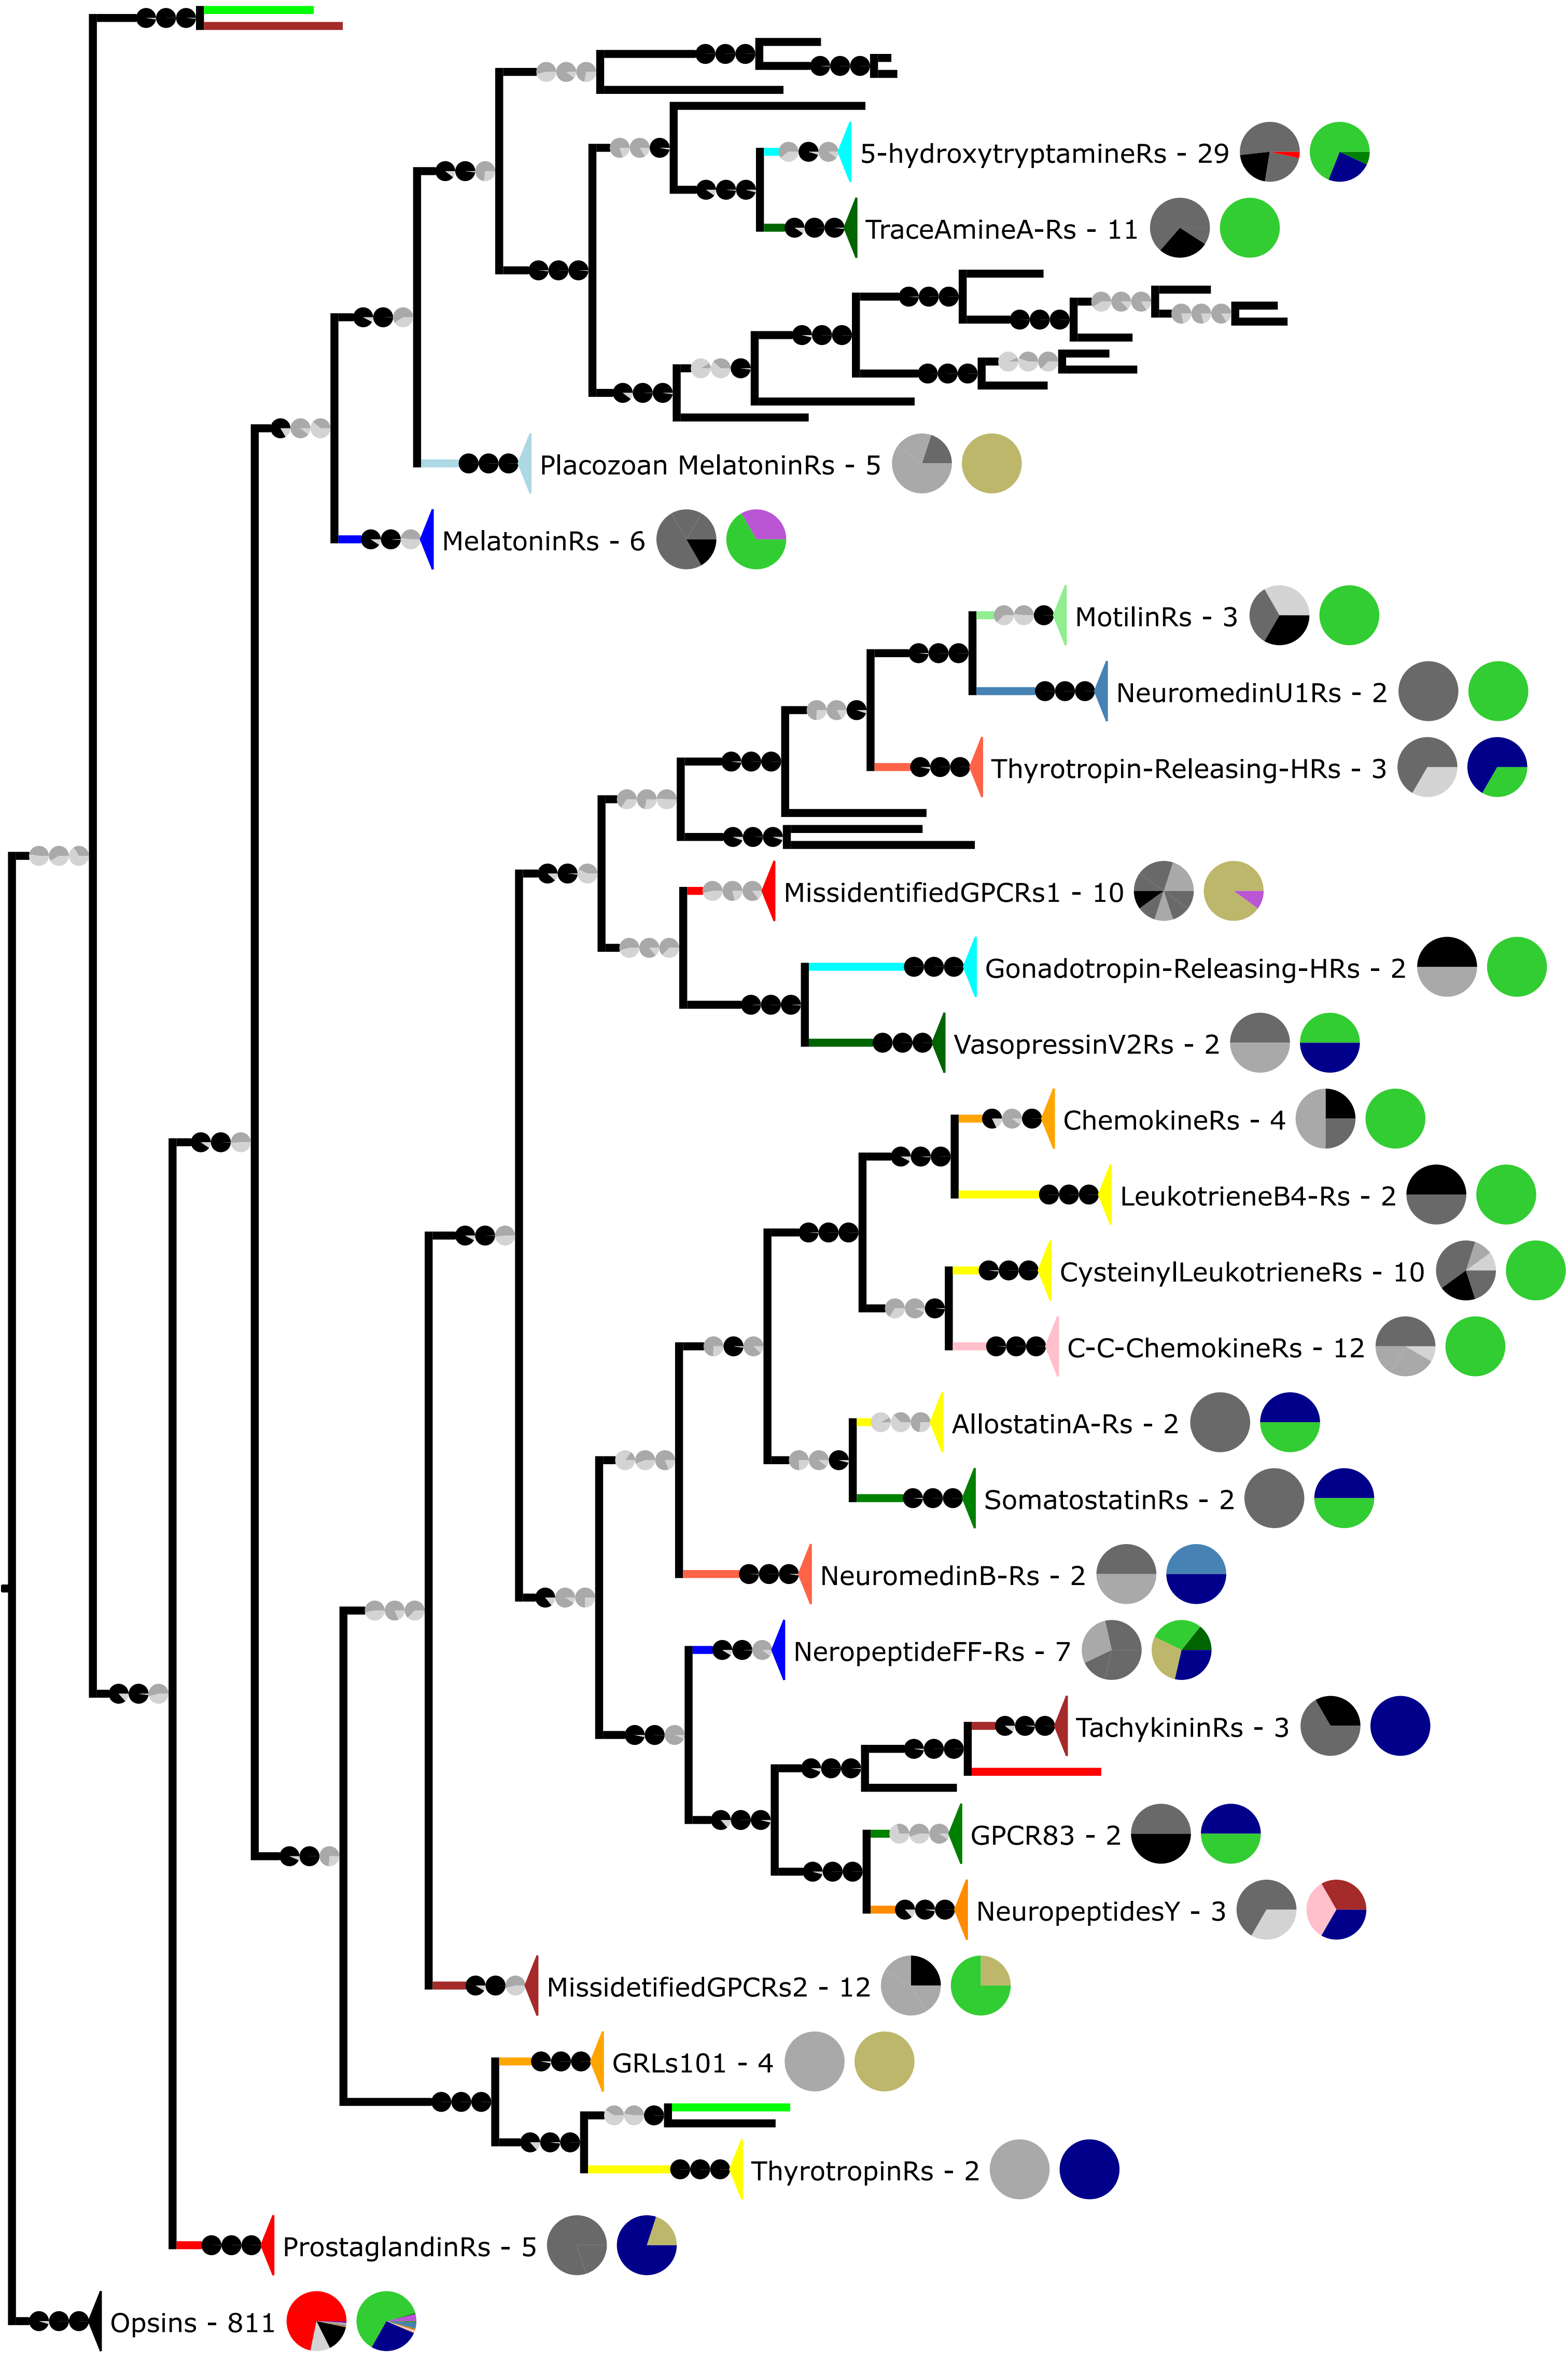 5-hydroxytryptamineRs - 29
TraceAmineA-Rs - 11
Placozoan MelatoninRs - 5
MelatoninRs - 6
MotilinRs - 3
NeuromedinU1Rs - 2
Thyrotropin-Releasing-HRs - 3
MissidentifiedGPCRs1 - 10
Gonadotropin-Releasing-HRs - 2
VasopressinV2Rs - 2
ChemokineRs - 4
LeukotrieneB4-Rs - 2
CysteinylLeukotrieneRs - 10
C-C-ChemokineRs - 12
AllostatinA-Rs - 2
SomatostatinRs - 2
NeuromedinB-Rs - 2
NeropeptideFF-Rs - 7
TachykininRs - 3
GPCR83 - 2
NeuropeptidesY - 3
MissidetifiedGPCRs2 - 12
GRLs101 - 4
ThyrotropinRs - 2
ProstaglandinRs - 5
Opsins - 811